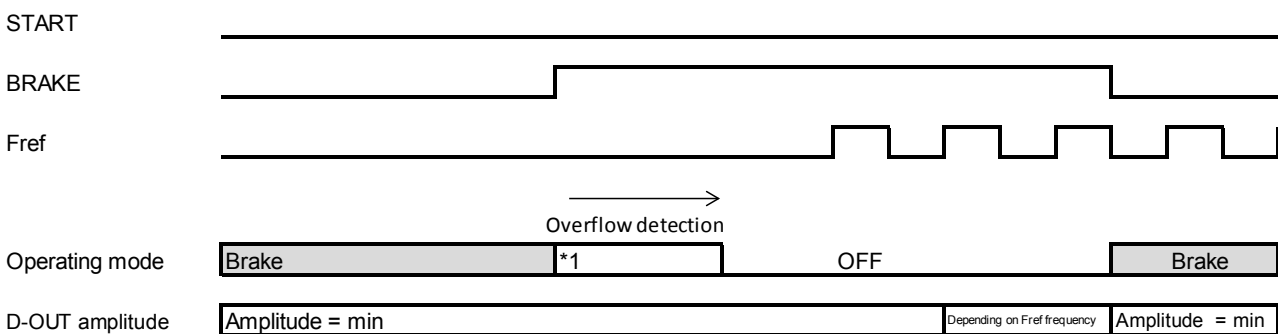 START
BRAKE
Fref
Overflow detection
Operating mode Brake *1 OFF Brake
D-OUT amplitude Amplitude = min Depending on Fref frequency Amplitude = min